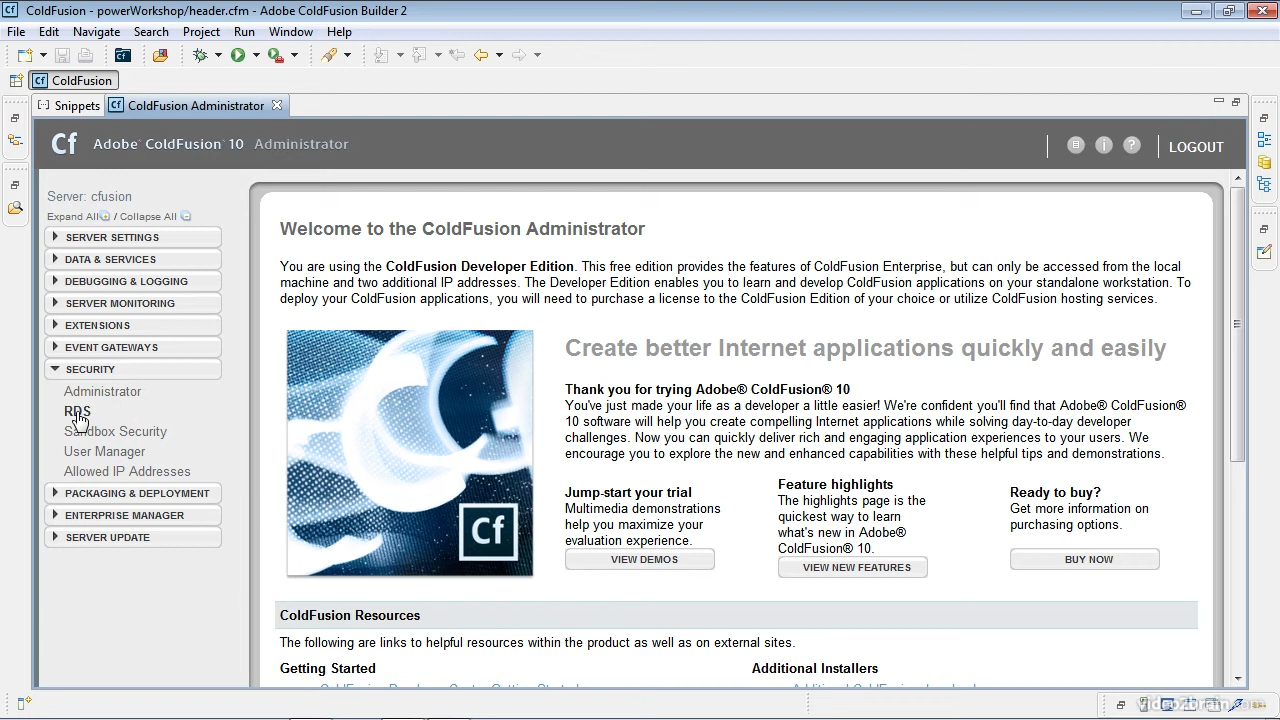 ColdFusion - powerWorkshop/header.cfm - Adobe ColdFusion Builder 2
File Edit Navigate Search Project Run Window Help
Cf ColdFusion
Snippets Cf ColdFusion Administrator
Cf Adobe® ColdFusion® 10 Administrator
LOGOUT
Server: cfusion
Expand All / Collapse All
SERVER SETTINGS
DATA & SERVICES
DEBUGGING & LOGGING
SERVER MONITORING
EXTENSIONS
EVENT GATEWAYS
SECURITY
Administrator
RDS
Sandbox Security
User Manager
Allowed IP Addresses
PACKAGING & DEPLOYMENT
ENTERPRISE MANAGER
SERVER UPDATE
Welcome to the ColdFusion Administrator
You are using the ColdFusion Developer Edition. This free edition provides the features of ColdFusion Enterprise, but can only be accessed from the local
machine and two additional IP addresses. The Developer Edition enables you to learn and develop ColdFusion applications on your standalone workstation. To
deploy your ColdFusion applications, you will need to purchase a license to the ColdFusion Edition of your choice or utilize ColdFusion hosting services.
Cf
Create better Internet applications quickly and easily
Thank you for trying Adobe® ColdFusion® 10
You've just made your life as a developer a little easier! We're confident you'll find that Adobe® ColdFusion®
10 software will help you create compelling Internet applications while solving day-to-day developer
challenges. Now you can quickly deliver rich and engaging application experiences to your users. We
encourage you to explore the new and enhanced capabilities with these helpful tips and demonstrations.
Jump-start your trial
Multimedia demonstrations
help you maximize your
evaluation experience.
VIEW DEMOS
Feature highlights
The highlights page is the
quickest way to learn
what's new in Adobe®
ColdFusion® 10.
VIEW NEW FEATURES
Ready to buy?
Get more information on
purchasing options.
BUY NOW
ColdFusion Resources
The following are links to helpful resources within the product as well as on external sites.
Getting Started
Additional Installers
video2brain.com